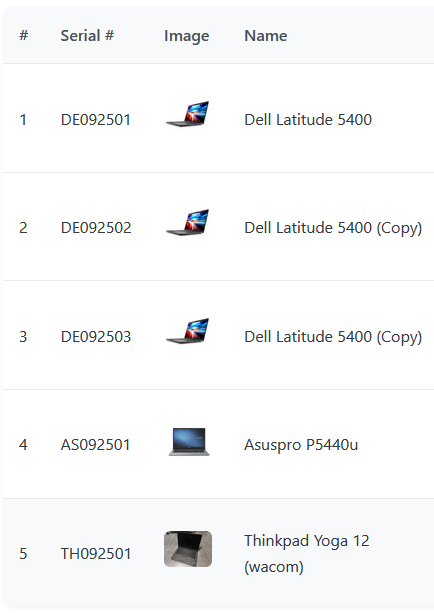 # Serial # Image Name
1 DE092501 Dell Latitude 5400
2 DE092502 Dell Latitude 5400 (Copy)
3 DE092503 Dell Latitude 5400 (Copy)
4 AS092501 Asuspro P5440u
5 TH092501 Thinkpad Yoga 12
(wacom)